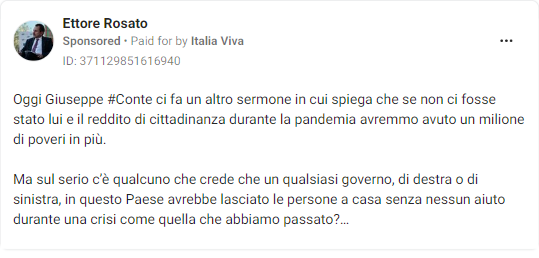 Ettore Rosato
Sponsored • Paid for by Italia Viva
ID: 371129851616940
Oggi Giuseppe #Conte ci fa un altro sermone in cui spiega che se non ci fosse
stato lui e il reddito di cittadinanza durante la pandemia avremmo avuto un milione
di poveri in più.
Ma sul serio c'è qualcuno che crede che un qualsiasi governo, di destra o di
sinistra, in questo Paese avrebbe lasciato le persone a casa senza nessun aiuto
durante una crisi come quella che abbiamo passato?...